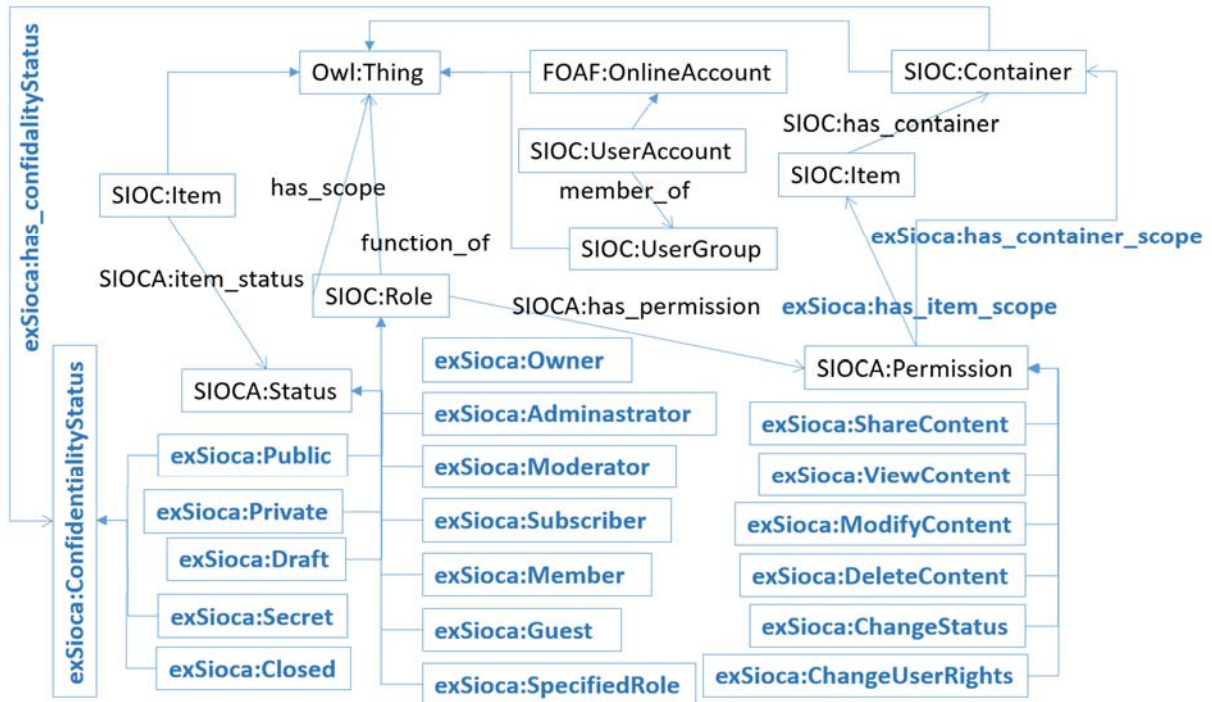 Owl:Thing
FOAF:OnlineAccount
SIOC:Container
SIOC:has_container
SIOC:UserAccount
SIOC:Item
has_scope
member_of
SIOC:Item
exSioca:has_confidalityStatus
function_of
SIOC:UserGroup
exSioca:has_container_scope
SIOCA:item_status
SIOC:Role
SIOCA:has_permission
exSioca:has_item_scope
exSioca:ConfidentialityStatus
SIOCA:Status
exSioca:Owner
SIOCA:Permission
exSioca:Adminastrator
exSioca:ShareContent
exSioca:Public
exSioca:Moderator
exSioca:ViewContent
exSioca:Private
exSioca:Subscriber
exSioca:ModifyContent
exSioca:Draft
exSioca:Member
exSioca:DeleteContent
exSioca:Secret
exSioca:Guest
exSioca:ChangeStatus
exSioca:Closed
exSioca:SpecifiedRole
exSioca:ChangeUserRights